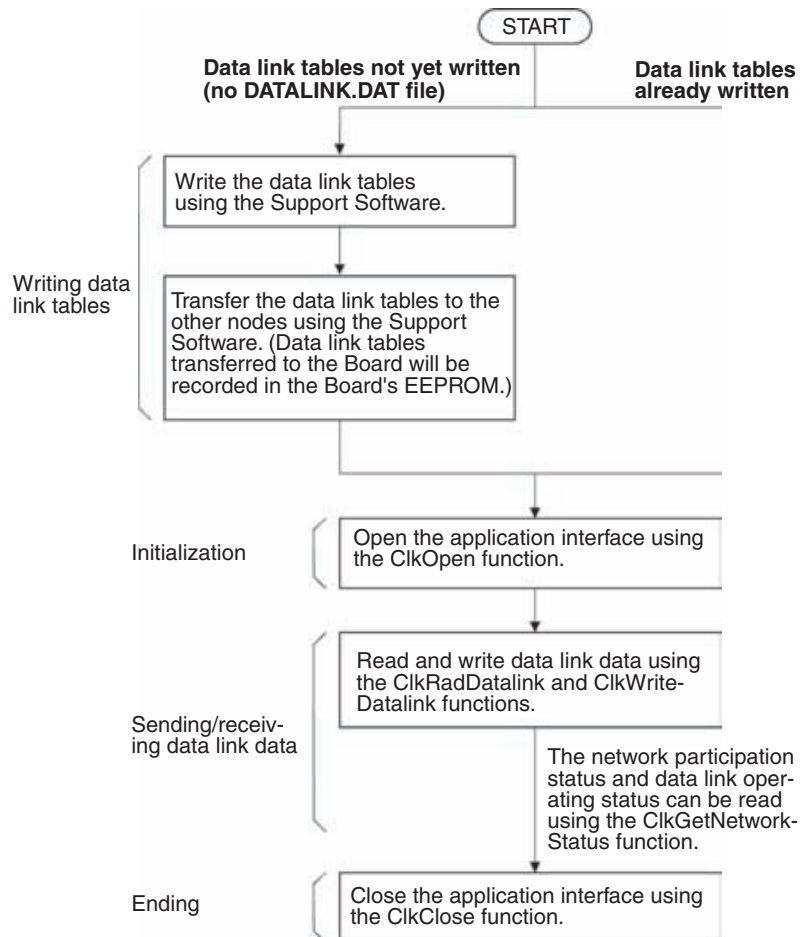 START
Data link tables not yet written
(no DATALINK.DAT file)
Data link tables
already written
Write the data link tables
using the Support Software.
Writing data
link tables
Transfer the data link tables to the
other nodes using the Support
Software. (Data link tables
transferred to the Board will be
recorded in the Board's EEPROM.)
Initialization
Open the application interface using
the ClkOpen function.
Read and write data link data using
the ClkRadDatalink and ClkWrite-
Datalink functions.
Sending/receiv-
ing data link data
The network participation
status and data link oper-
ating status can be read
using the ClkGetNetwork-
Status function.
Ending
Close the application interface using
the ClkClose function.